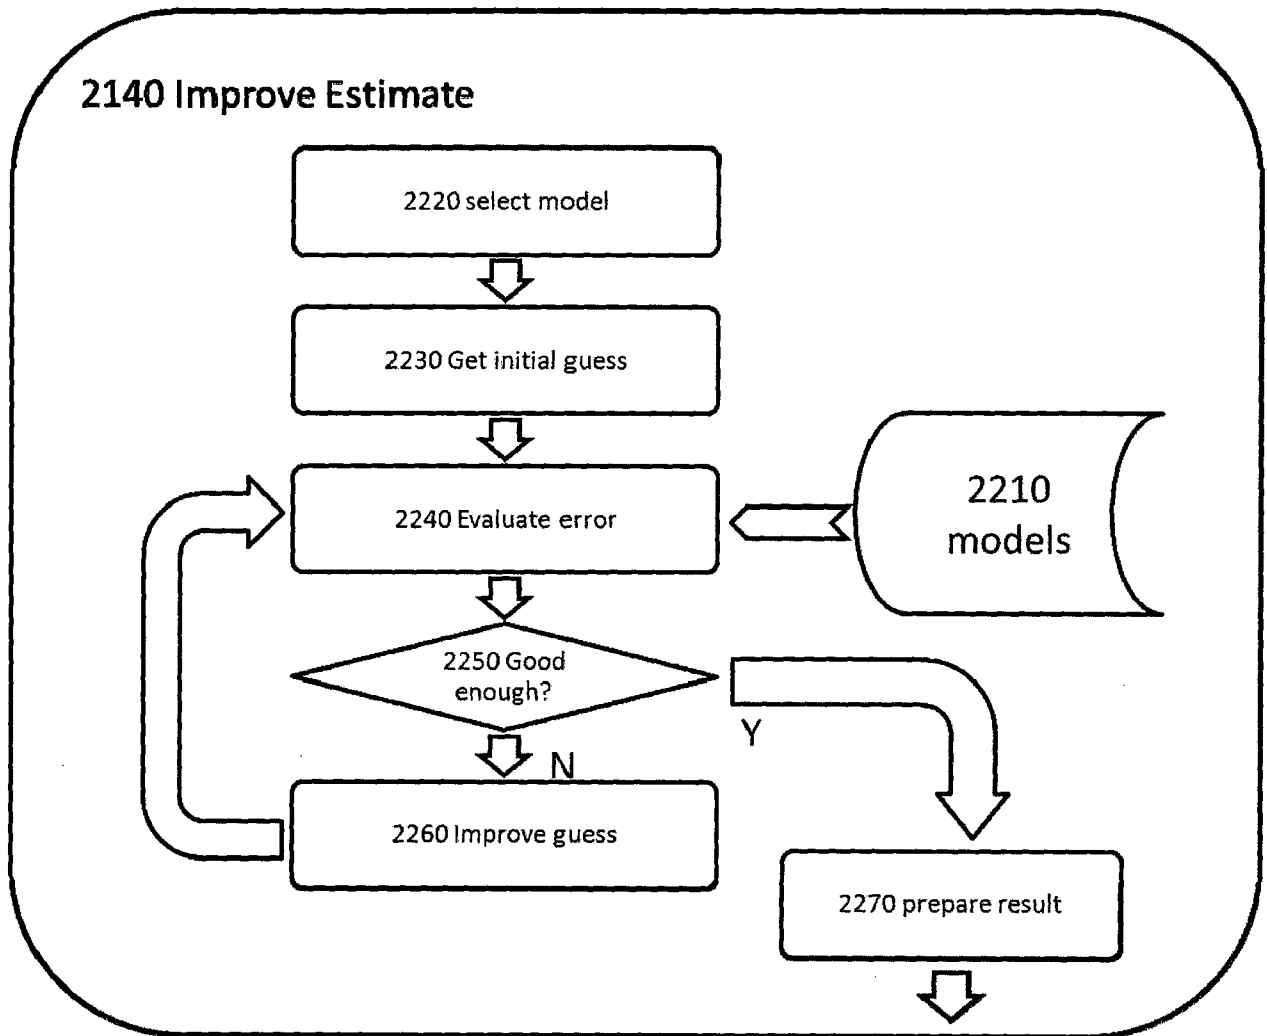 2140 Improve Estimate
2220 select model
2230 Get initial guess
2240 Evaluate error
2210
models
2250 Good
enough?
Y
N
2260 Improve guess
2270 prepare result